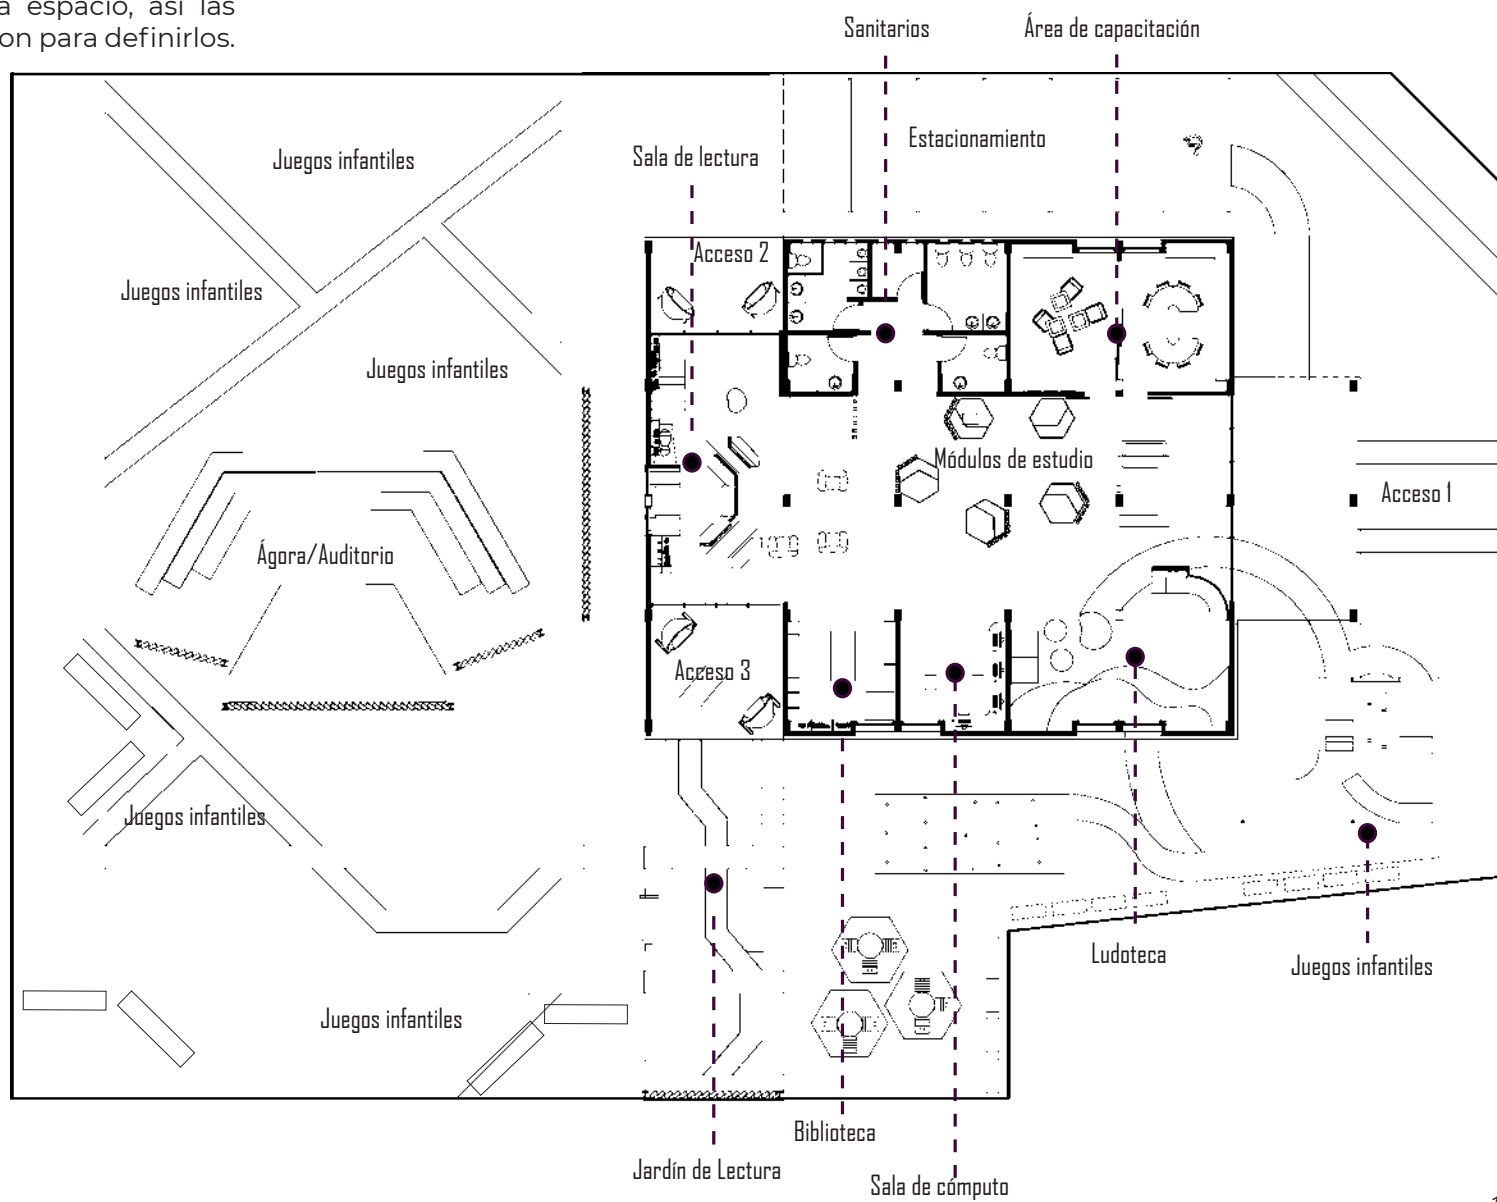 a espacio, así las
on para definirlos.
Sanitarios
Área de capacitación
Estacionamiento
Juegos infantiles
Sala de lectura
Acceso 2
Juegos infantiles
Juegos infantiles
Módulos de estudio
Acceso 1
Ágora/Auditorio
Acceso 3
Juegos infantiles
Ludoteca
Juegos infantiles
Juegos infantiles
Biblioteca
Jardín de Lectura
Sala de cómputo